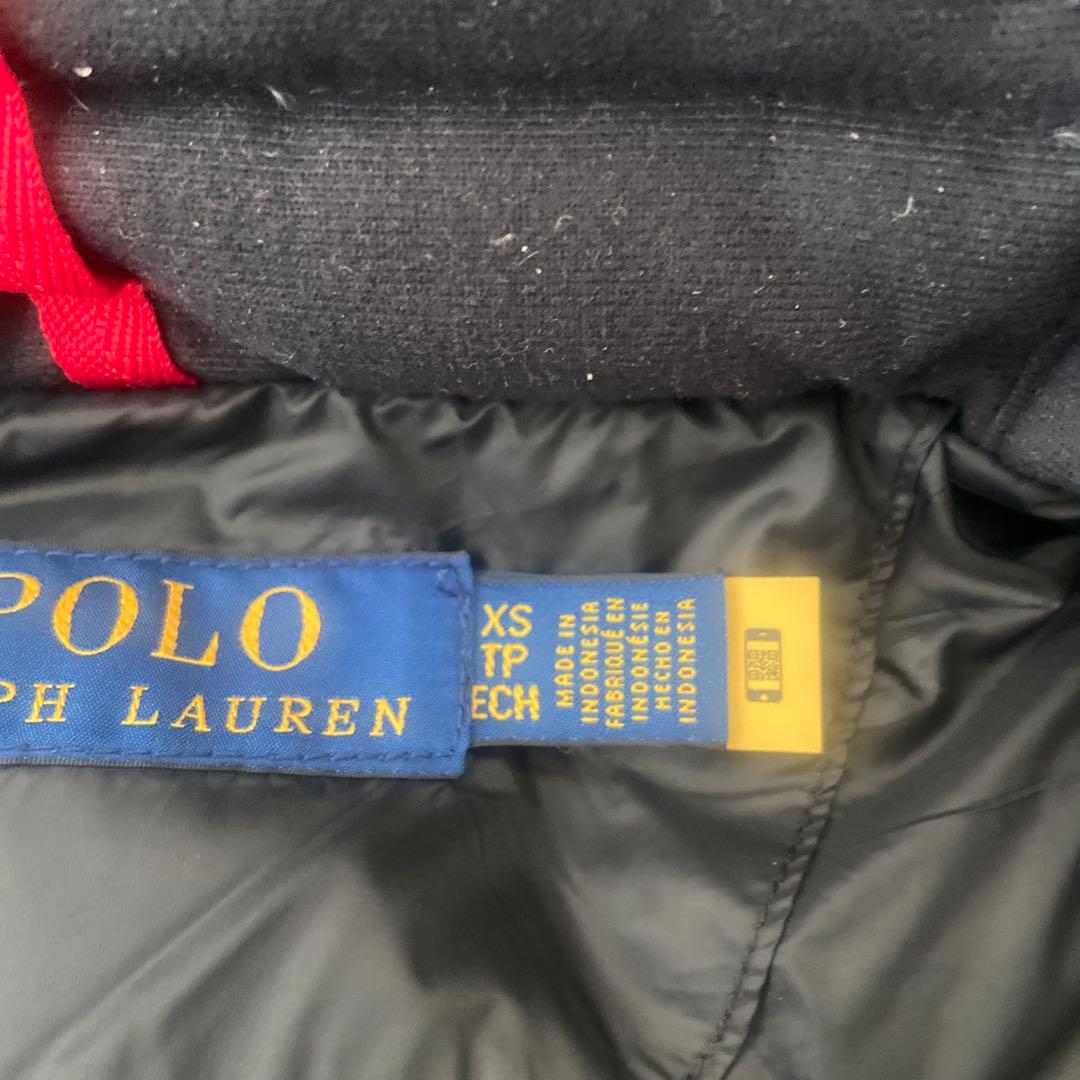 POLO
PH LAUREN
XS
TP
ECH
MADE IN
INDONESIA
FABRIQUÉ EN
INDONÉSIE
HECHO EN
INDONESIA